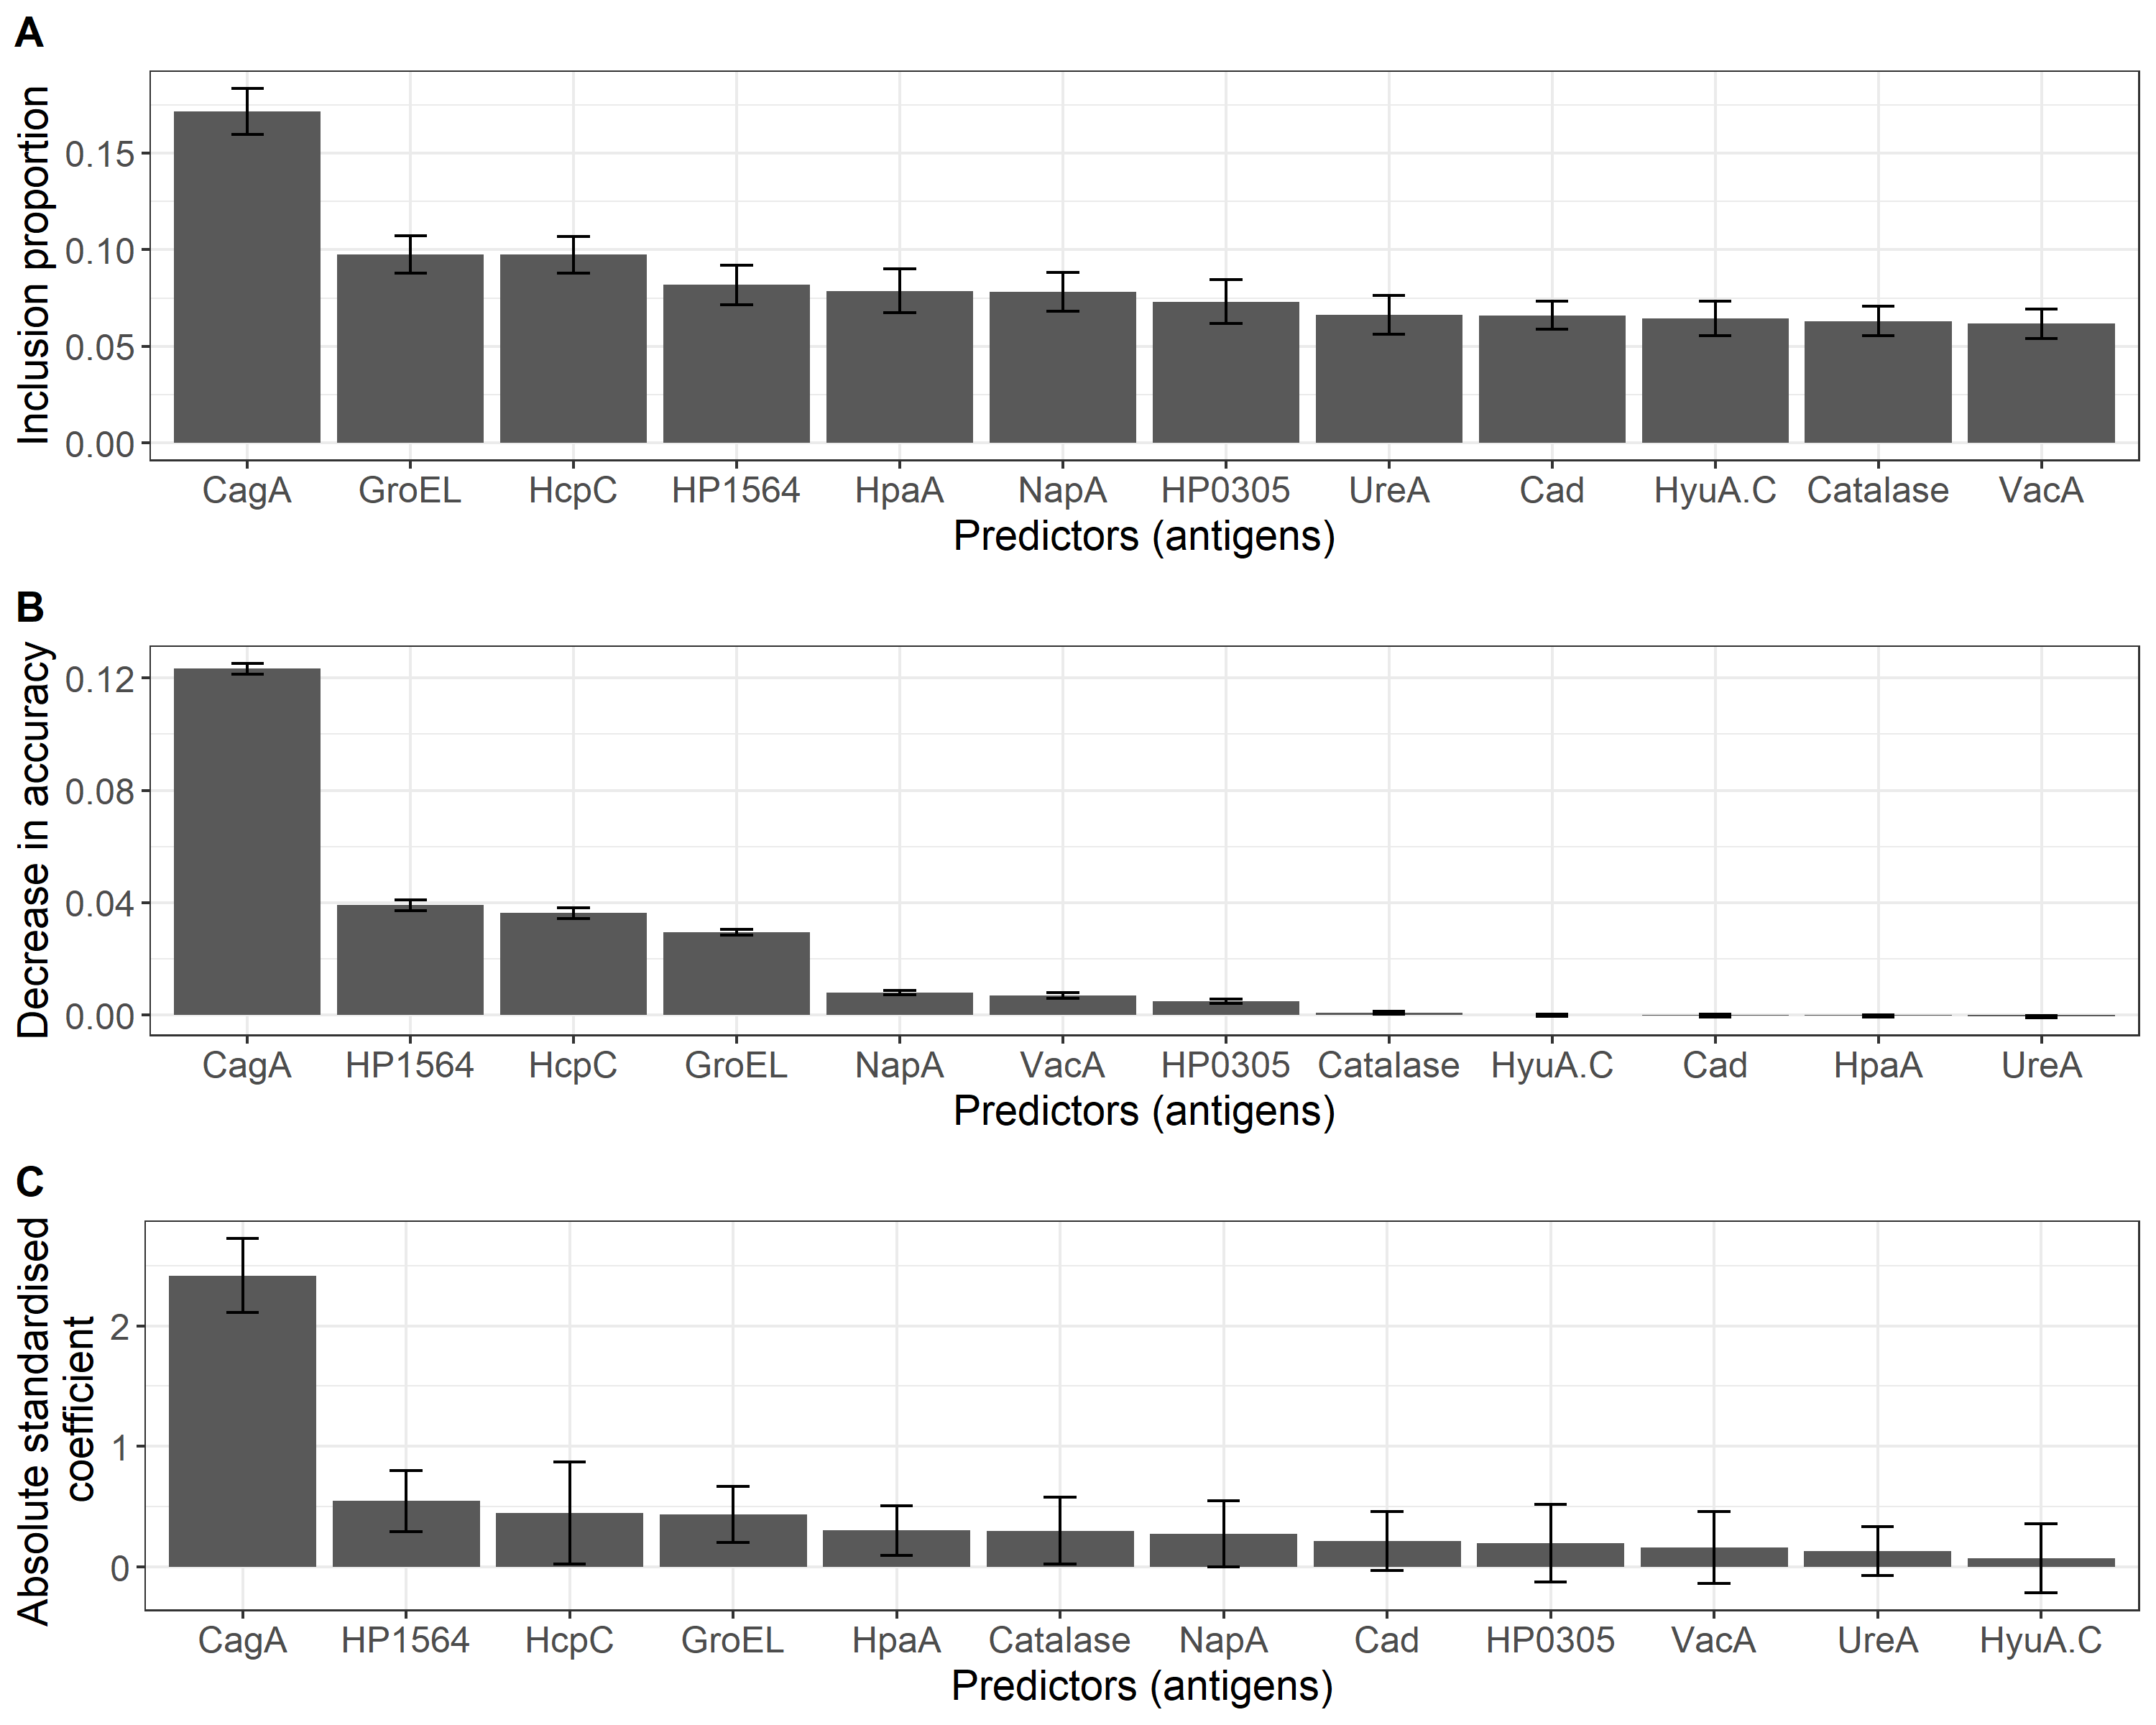 A
Inclusion proportion
0.15
0.10
0.05
0.00
CagA GroEL HcpC HP1564 HpaA NapA HP0305 UreA Cad HyuA.C Catalase VacA
Predictors (antigens)
B
Decrease in accuracy
0.12
0.08
0.04
0.00
CagA HP1564 HcpC GroEL NapA VacA HP0305 Catalase HyuA.C Cad HpaA UreA
Predictors (antigens)
C
Absolute standardised
coefficient
2
1
0
CagA HP1564 HcpC GroEL HpaA Catalase NapA Cad HP0305 VacA UreA HyuA.C
Predictors (antigens)